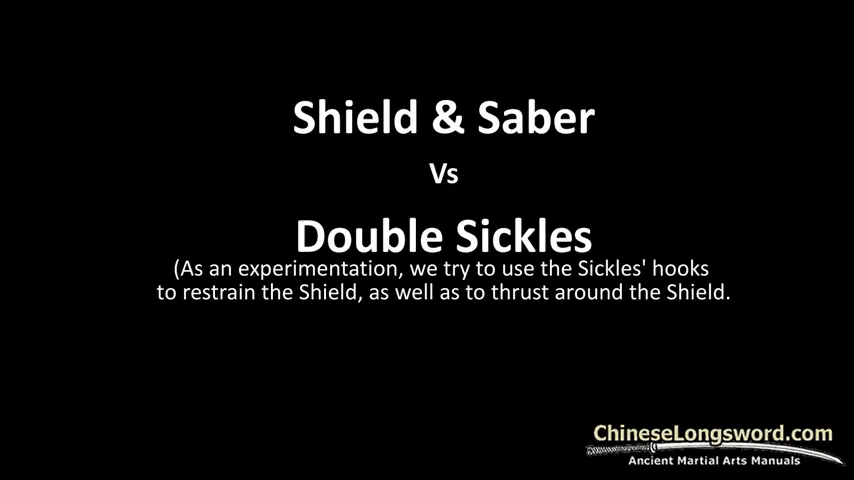 Shield & Saber
Vs
Double Sickles
(As an experimentation, we try to use the Sickles' hooks
to restrain the Shield, as well as to thrust around the Shield.
ChineseLongsword.com
Ancient Martial Arts Manuals